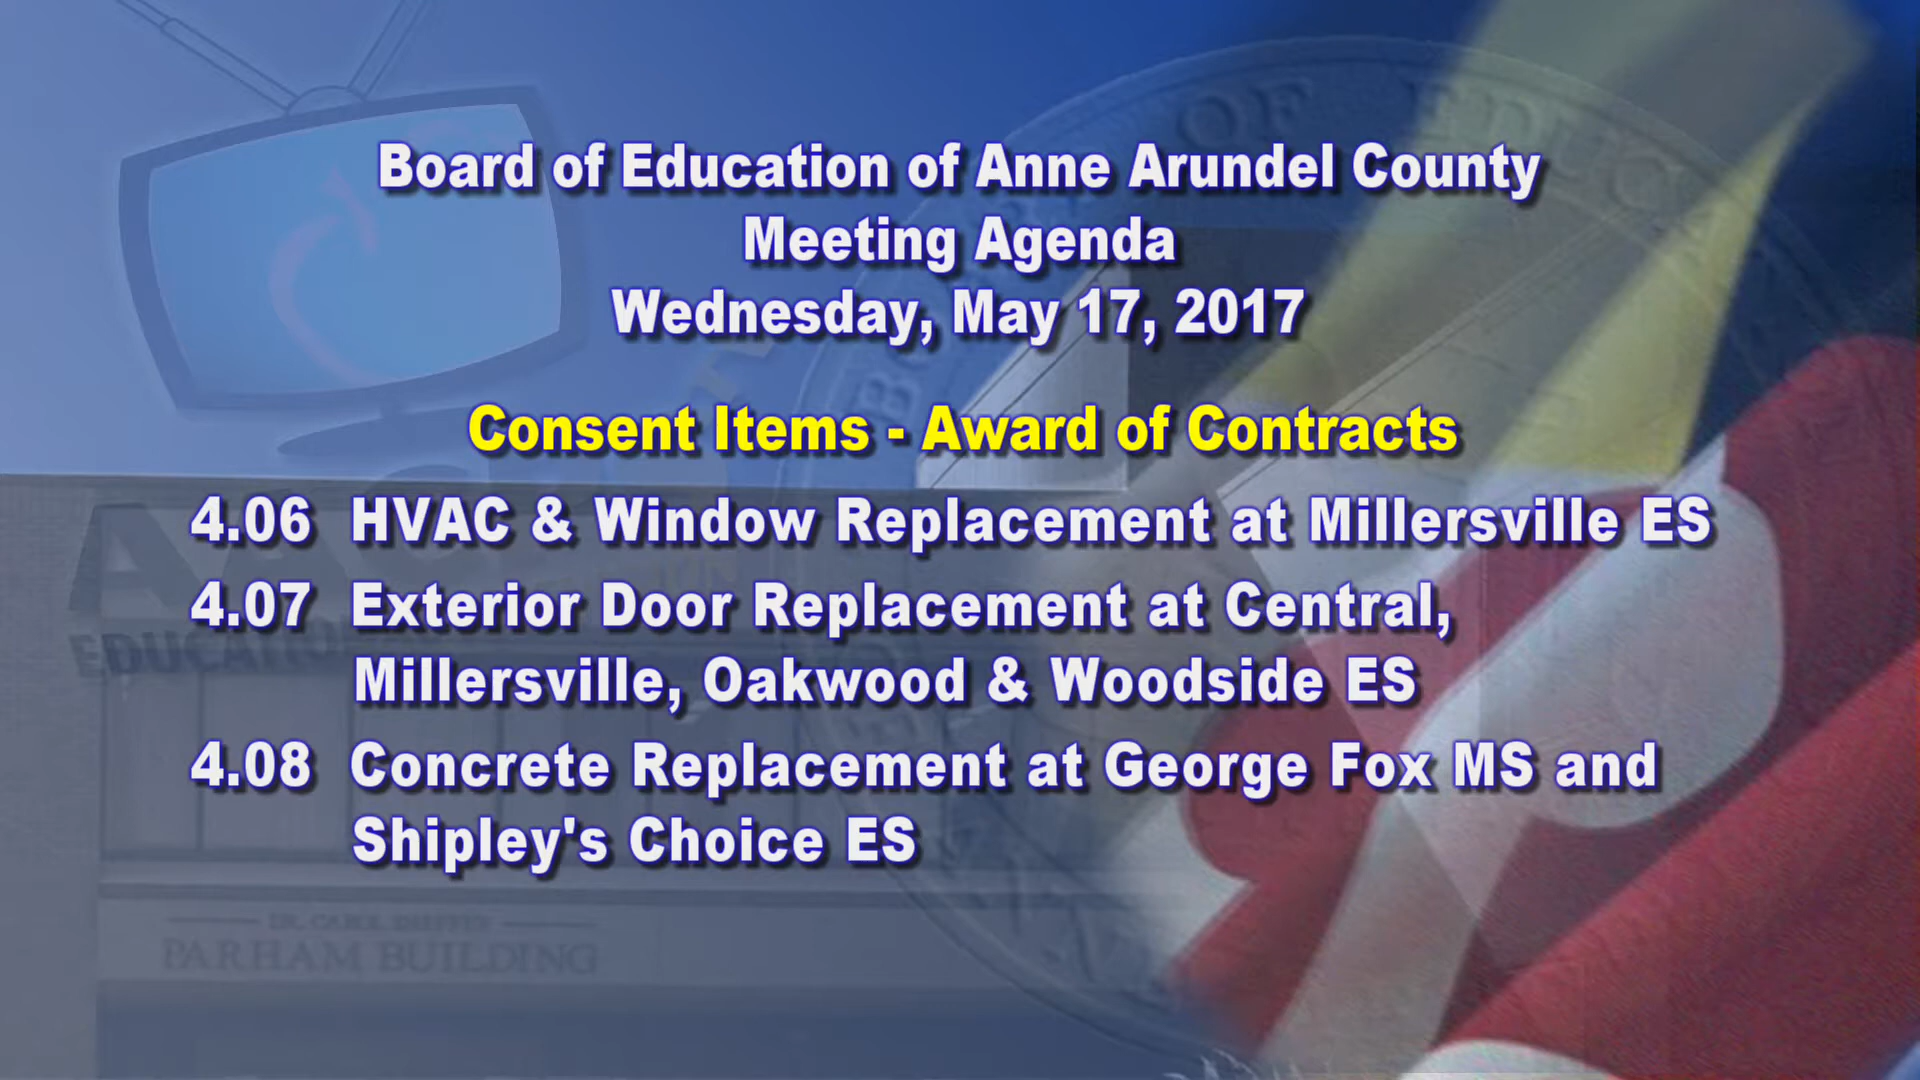 Board of Education of Anne Arundel County
Meeting Agenda
Wednesday, May 17, 2017
Consent Items - Award of Contracts
4.06 HVAC & Window Replacement at Millersville ES
4.07 Exterior Door Replacement at Central,
Millersville, Oakwood & Woodside ES
4.08 Concrete Replacement at George Fox MS and
Shipley's Choice ES
PARHAM BUILDING